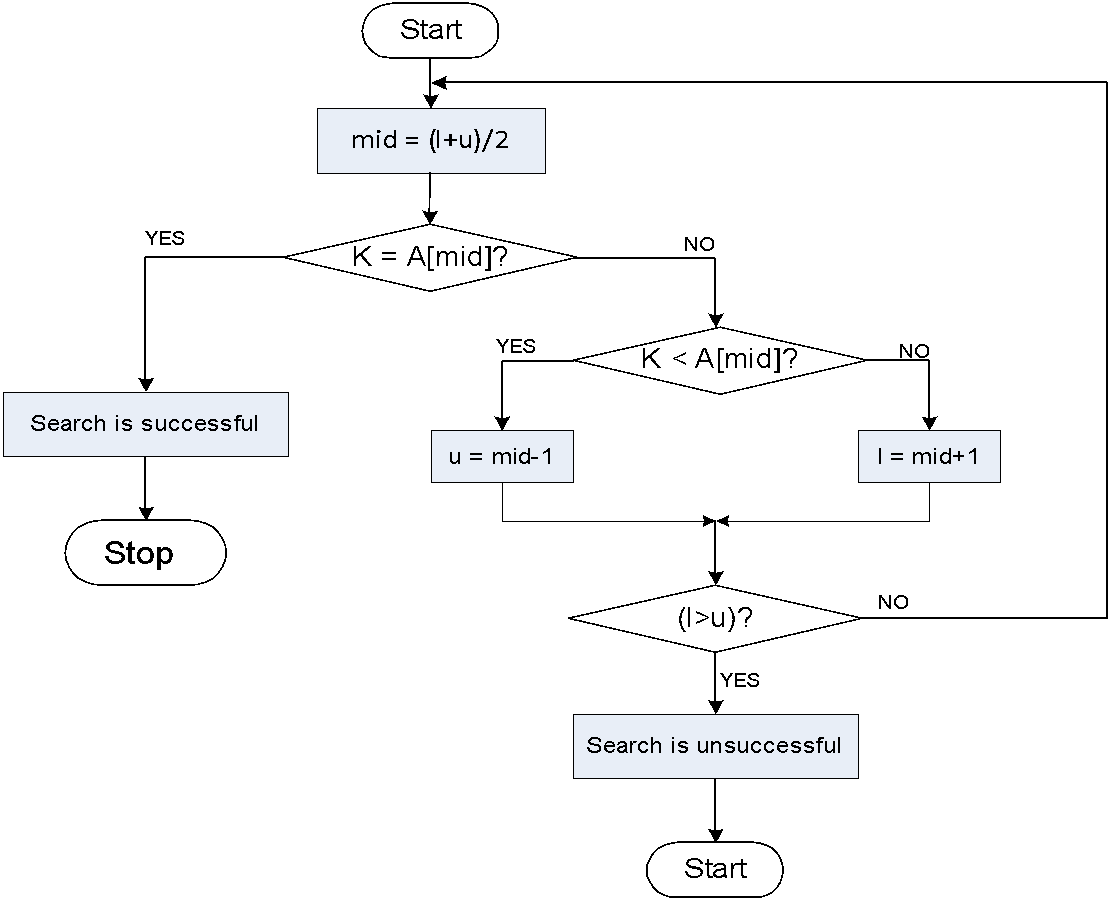 Start
mid = (l+u)/2
YES
K = A[mid]?
NO
YES
K < A[mid]?
NO
Search is successful
u = mid-1
l = mid+1
Stop
(l>u)?
NO
YES
Search is unsuccessful
Start